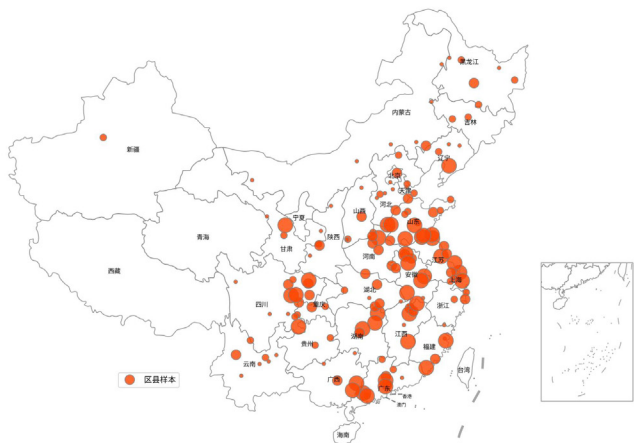 黑龙江
吉林
内蒙古
辽宁
新疆
北京
天津
河北
山西
宁夏
山东
陕西
青海
甘肃
河南
江苏
西藏
安徽
上海
湖北
四川
重庆
浙江
湖南
江西
贵州
福建
云南
台湾
广西
广东
香港
澳门
海南
区县样本